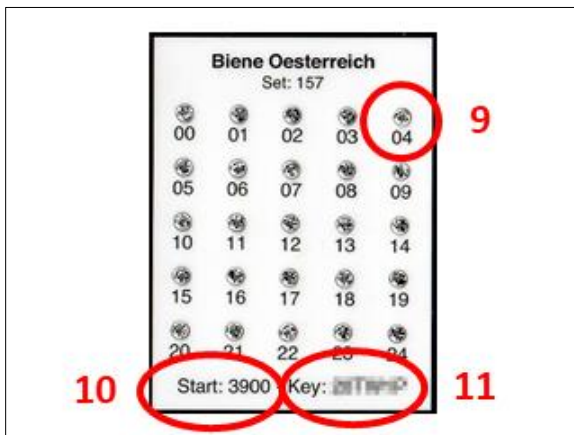 Biene Oesterreich
Set: 157
00 01 02 03 04 9
05 06 07 08 09
10 11 12 13 14
15 16 17 18 19
20 21 22 23 24
10 Start: 3900 - Key: 11